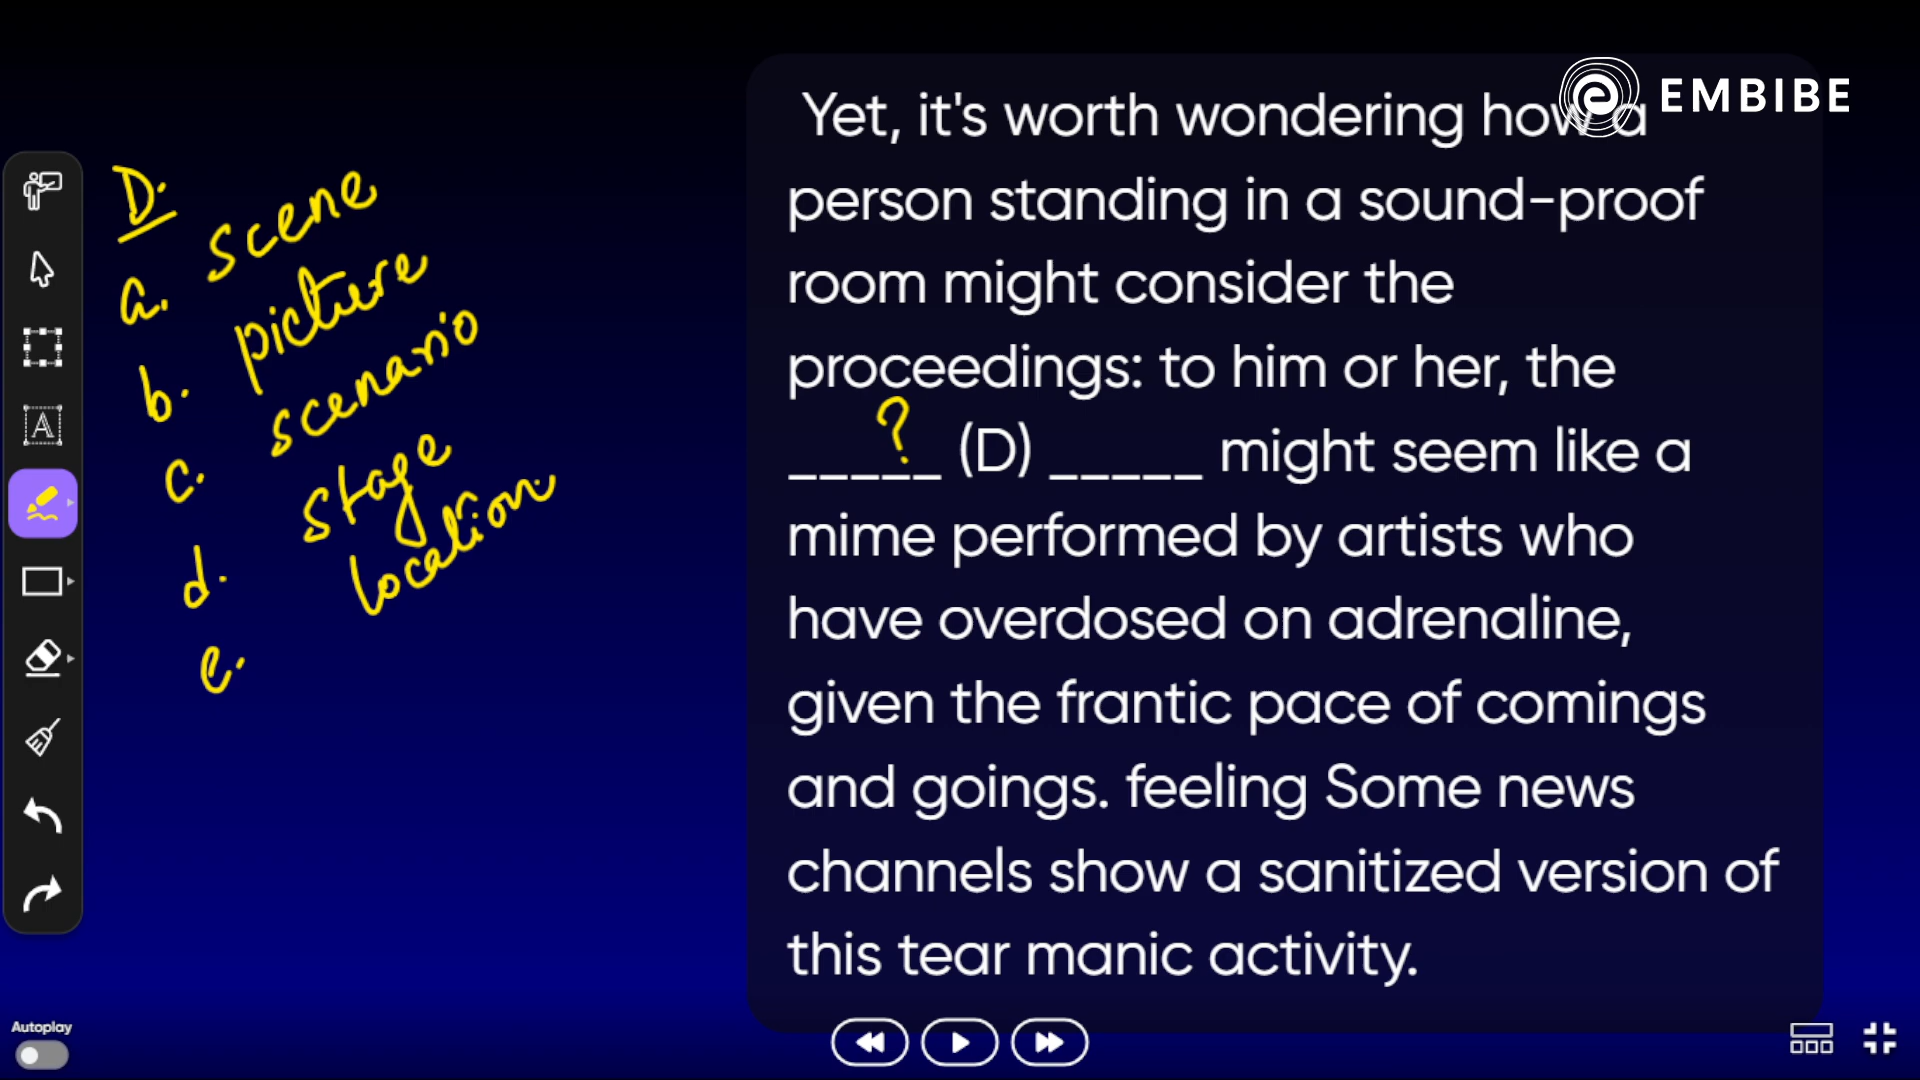 EMBIBE
Yet, it's worth wondering how a
person standing in a sound-proof
room might consider the
proceedings: to him or her, the
_____ (D) _____ might seem like a
mime performed by artists who
have overdosed on adrenaline,
given the frantic pace of comings
and goings. feeling Some news
channels show a sanitized version of
this tear manic activity.
?
D.
a. scene
b. picture
c. scenario
d. stage
e. location
A
Autoplay